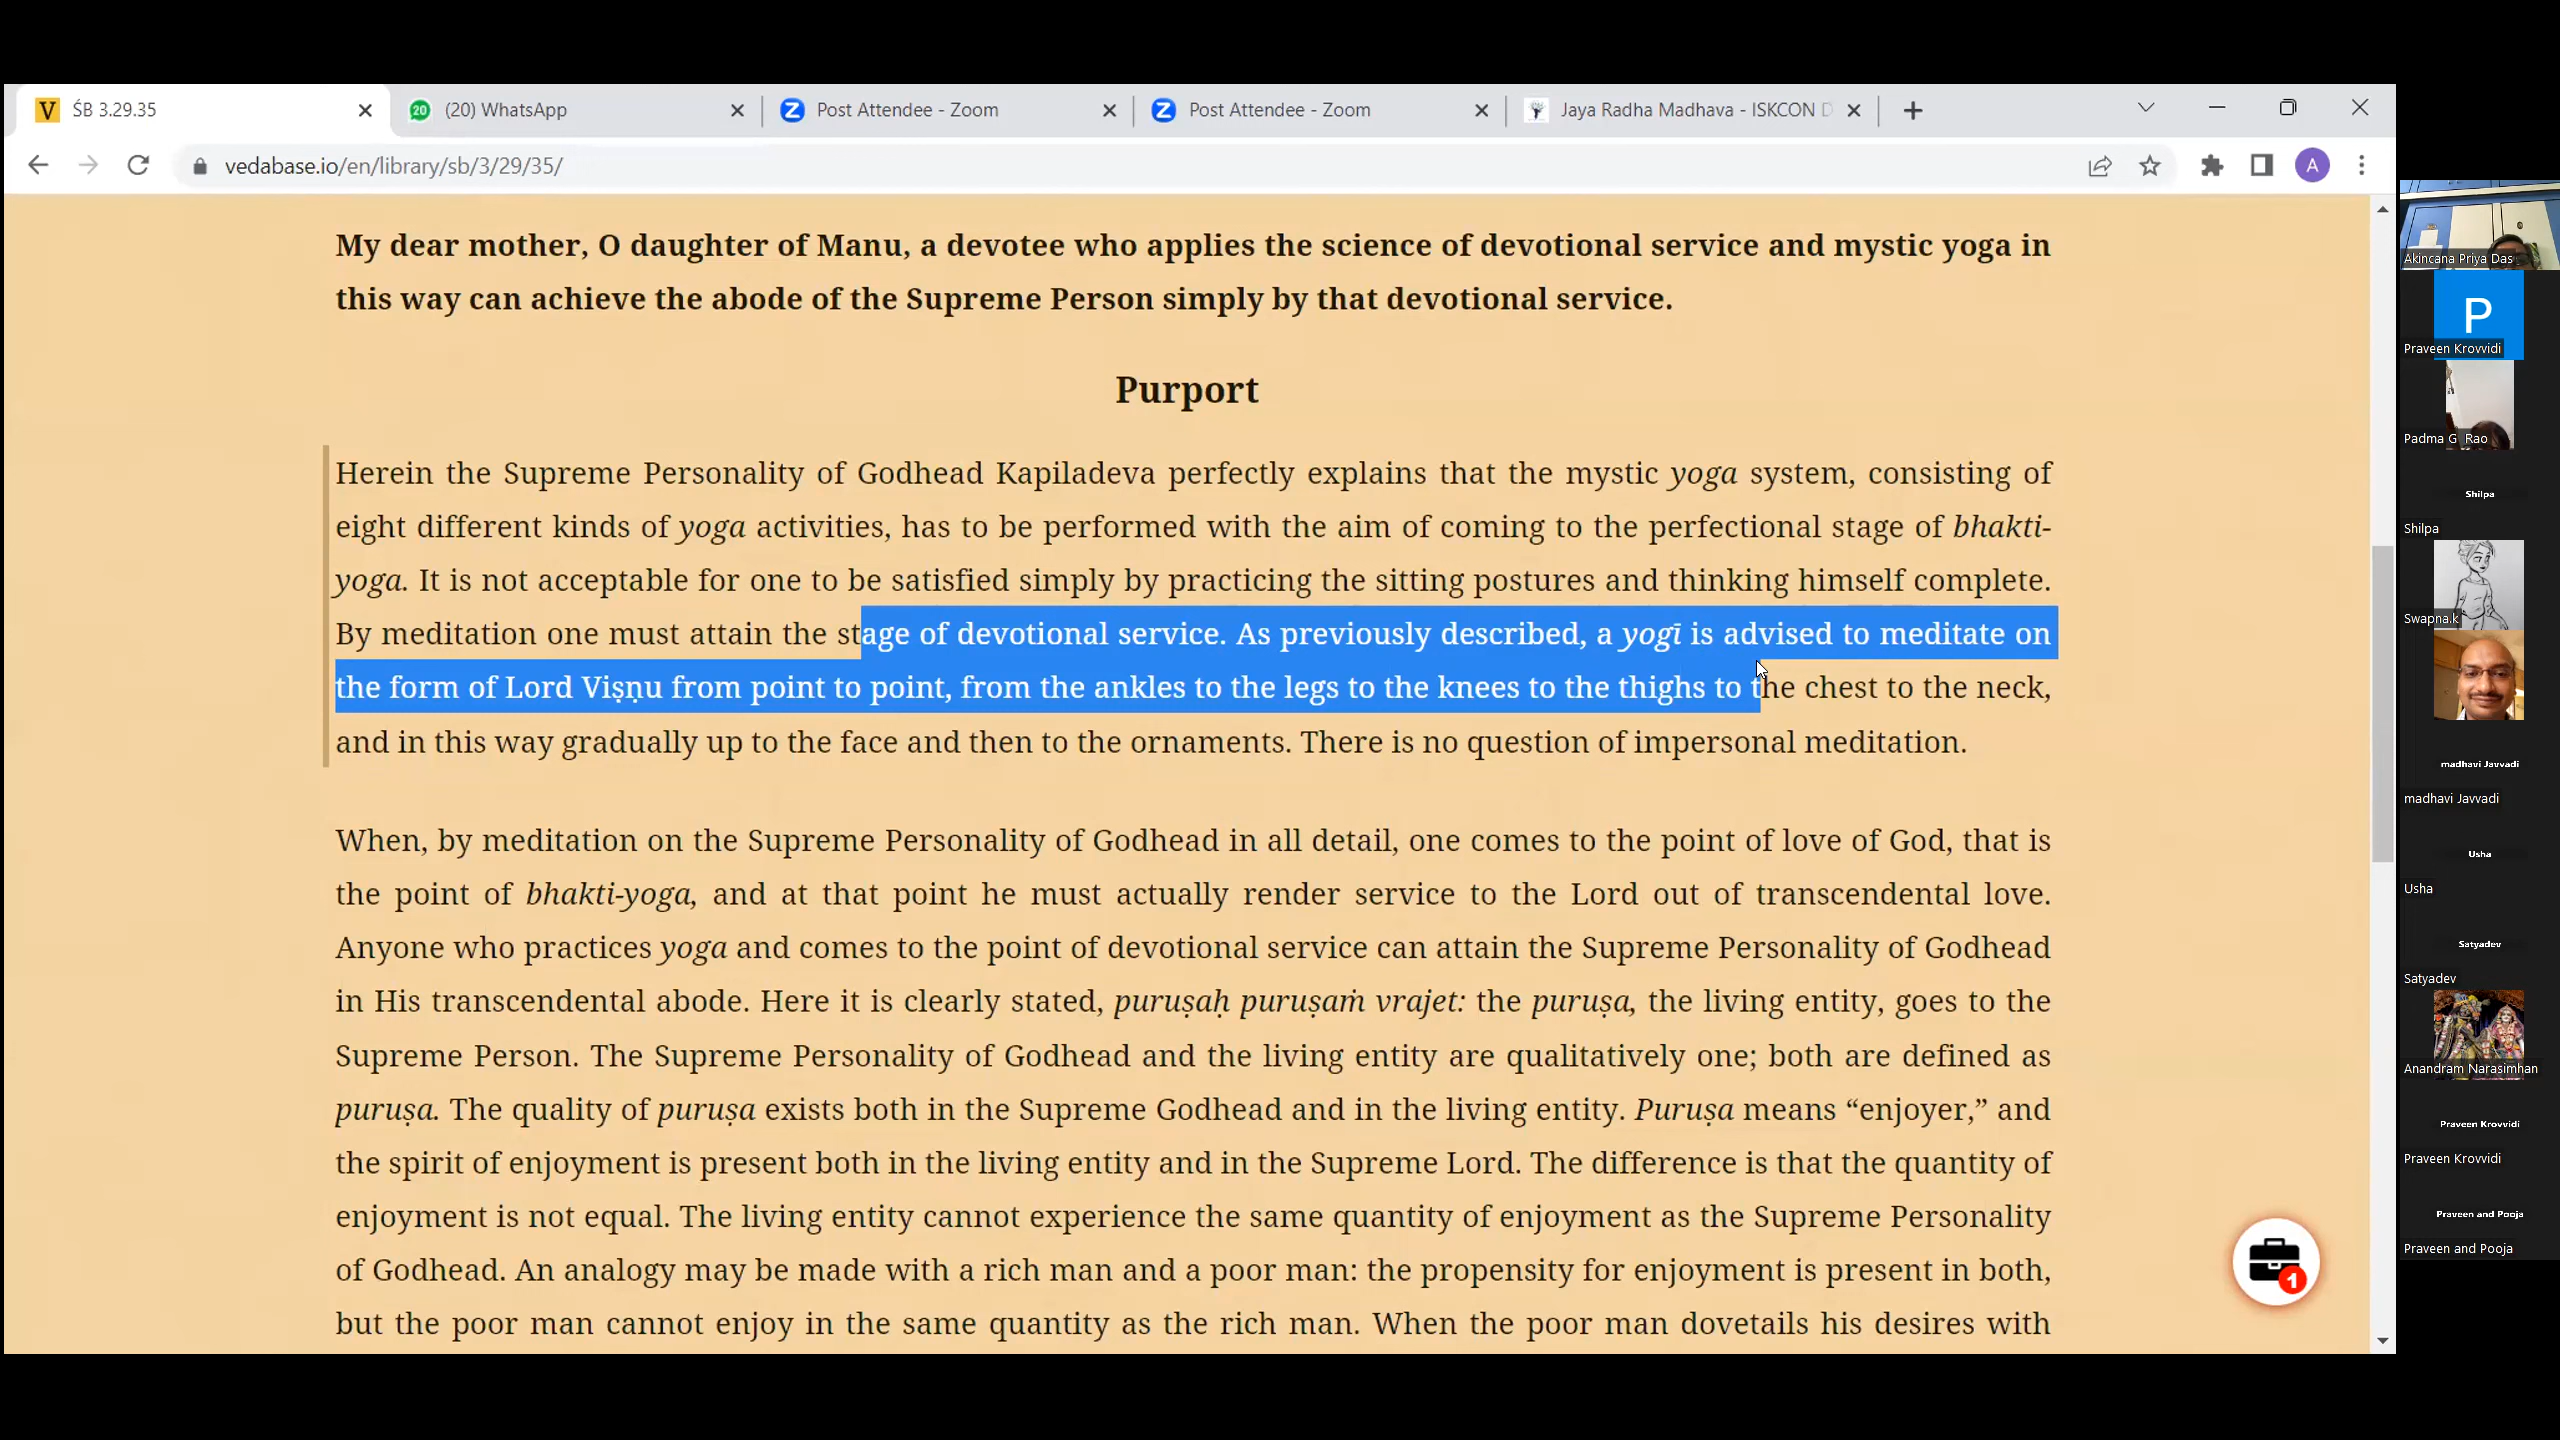 ŚB 3.29.35
(20) WhatsApp
Post Attendee - Zoom
Post Attendee - Zoom
Jaya Radha Madhava - ISKCON D
vedabase.io/en/library/sb/3/29/35/
A
My dear mother, O daughter of Manu, a devotee who applies the science of devotional service and mystic yoga in
this way can achieve the abode of the Supreme Person simply by that devotional service.
Purport
Herein the Supreme Personality of Godhead Kapiladeva perfectly explains that the mystic yoga system, consisting of
eight different kinds of yoga activities, has to be performed with the aim of coming to the perfectional stage of bhakti-
yoga. It is not acceptable for one to be satisfied simply by practicing the sitting postures and thinking himself complete.
By meditation one must attain the stage of devotional service. As previously described, a yogī is advised to meditate on
the form of Lord Viṣṇu from point to point, from the ankles to the legs to the knees to the thighs to the chest to the neck,
and in this way gradually up to the face and then to the ornaments. There is no question of impersonal meditation.
When, by meditation on the Supreme Personality of Godhead in all detail, one comes to the point of love of God, that is
the point of bhakti-yoga, and at that point he must actually render service to the Lord out of transcendental love.
Anyone who practices yoga and comes to the point of devotional service can attain the Supreme Personality of Godhead
in His transcendental abode. Here it is clearly stated, puruṣaḥ puruṣaṁ vrajet: the puruṣa, the living entity, goes to the
Supreme Person. The Supreme Personality of Godhead and the living entity are qualitatively one; both are defined as
puruṣa. The quality of puruṣa exists both in the Supreme Godhead and in the living entity. Puruṣa means “enjoyer,” and
the spirit of enjoyment is present both in the living entity and in the Supreme Lord. The difference is that the quantity of
enjoyment is not equal. The living entity cannot experience the same quantity of enjoyment as the Supreme Personality
of Godhead. An analogy may be made with a rich man and a poor man: the propensity for enjoyment is present in both,
but the poor man cannot enjoy in the same quantity as the rich man. When the poor man dovetails his desires with
1
Akincana Priya Das
P
Praveen Krovvidi
Padma G Rao
Shilpa
Shilpa
Swapna.k
madhavi Javvadi
madhavi Javvadi
Usha
Usha
Satyadev
Satyadev
Anandram Narasimhan
Praveen Krovvidi
Praveen Krovvidi
Praveen and Pooja
Praveen and Pooja